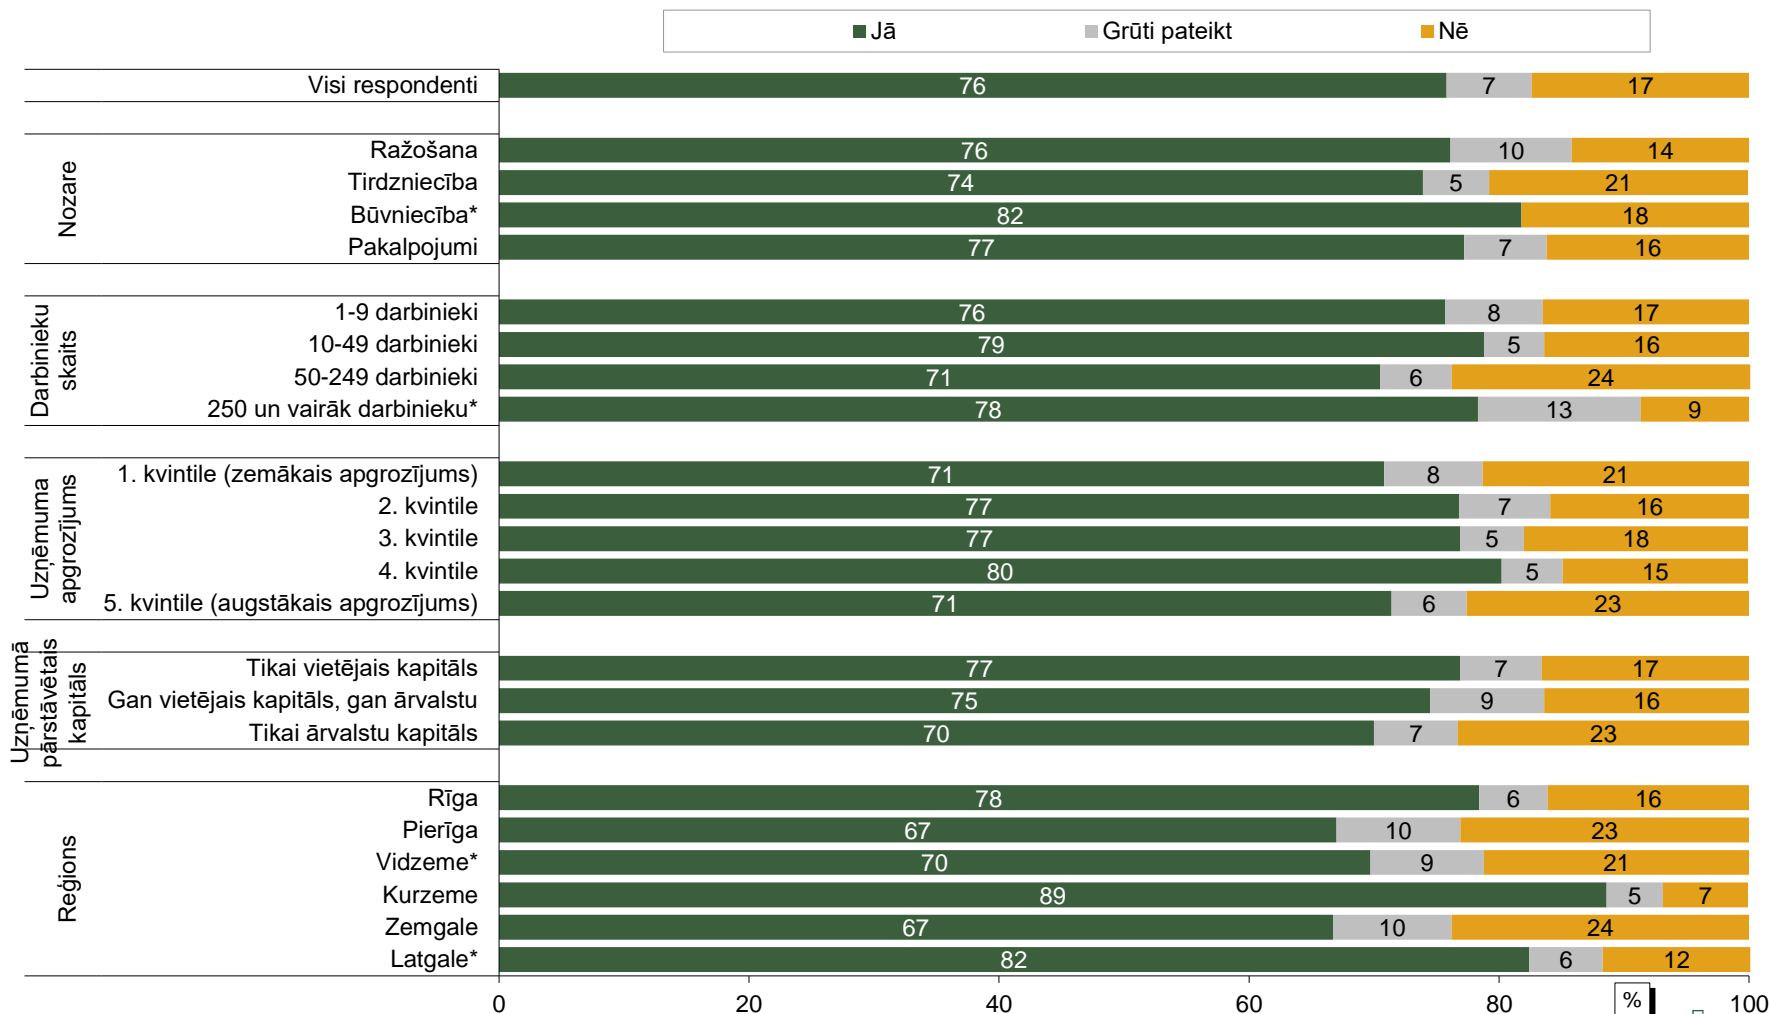 Jā Grūti pateikt Nē
Visi respondenti 76 7 17
Nozare
Ražošana 76 10 14
Tirdzniecība 74 5 21
Būvniecība* 82 18
Pakalpojumi 77 7 16
Darbinieku
skaits
1-9 darbinieki 76 8 17
10-49 darbinieki 79 5 16
50-249 darbinieki 71 6 24
250 un vairāk darbinieku* 78 13 9
Uzņēmuma
apgrozījums
1. kvintile (zemākais apgrozījums) 71 8 21
2. kvintile 77 7 16
3. kvintile 77 5 18
4. kvintile 80 5 15
5. kvintile (augstākais apgrozījums) 71 6 23
Uzņēmumā
pārstāvētais
kapitāls
Tikai vietējais kapitāls 77 7 17
Gan vietējais kapitāls, gan ārvalstu 75 9 16
Tikai ārvalstu kapitāls 70 7 23
Reģions
Rīga 78 6 16
Pierīga 67 10 23
Vidzeme* 70 9 21
Kurzeme 89 5 7
Zemgale 67 10 24
Latgale* 82 6 12
0 20 40 60 80 % 100